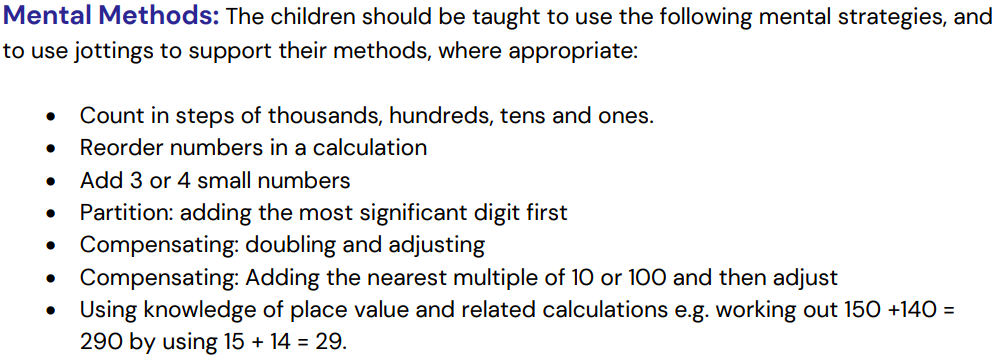 Mental Methods: The children should be taught to use the following mental strategies, and
to use jottings to support their methods, where appropriate:
• Count in steps of thousands, hundreds, tens and ones.
• Reorder numbers in a calculation
• Add 3 or 4 small numbers
• Partition: adding the most significant digit first
• Compensating: doubling and adjusting
• Compensating: Adding the nearest multiple of 10 or 100 and then adjust
• Using knowledge of place value and related calculations e.g. working out 150 +140 =
290 by using 15 + 14 = 29.